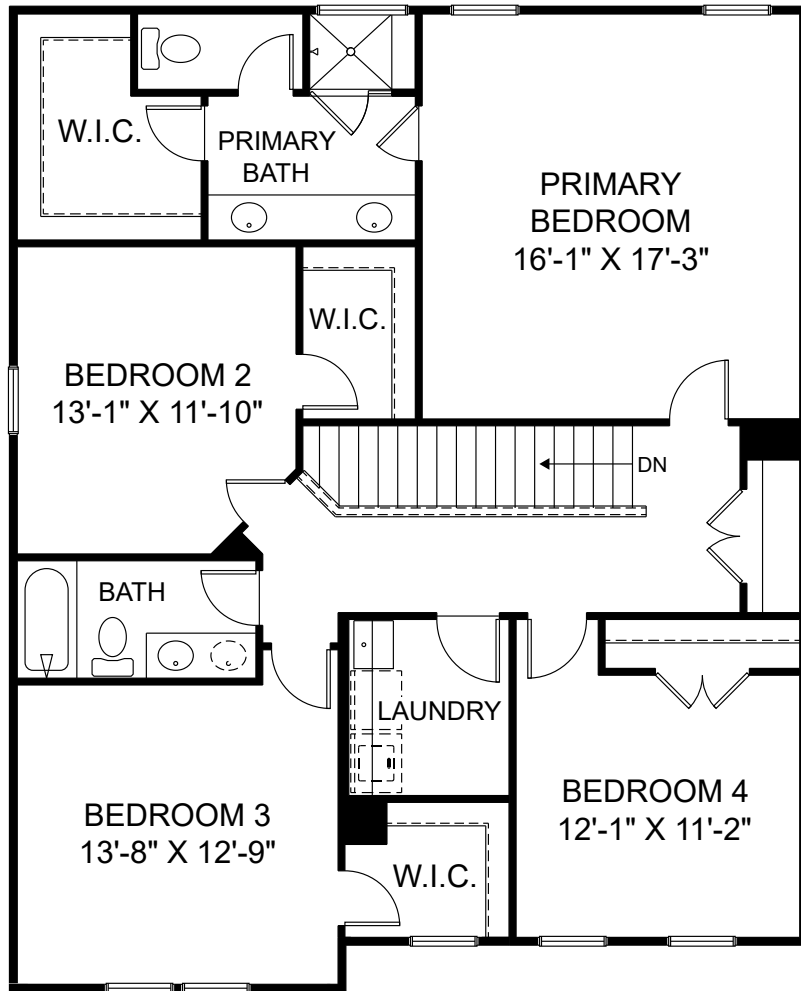 W.I.C.
PRIMARY
BATH
PRIMARY
BEDROOM
16'-1" X 17'-3"
W.I.C.
BEDROOM 2
13'-1" X 11'-10"
DN
BATH
LAUNDRY
BEDROOM 3
13'-8" X 12'-9"
BEDROOM 4
12'-1" X 11'-2"
W.I.C.